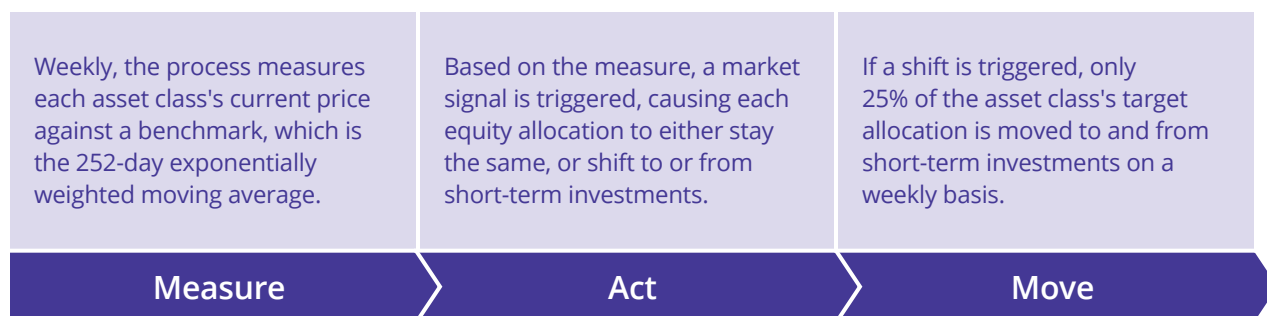 Weekly, the process measures
each asset class's current price
against a benchmark, which is
the 252-day exponentially
weighted moving average.
Based on the measure, a market
signal is triggered, causing each
equity allocation to either stay
the same, or shift to or from
short-term investments.
If a shift is triggered, only
25% of the asset class's target
allocation is moved to and from
short-term investments on a
weekly basis.
Measure
Act
Move